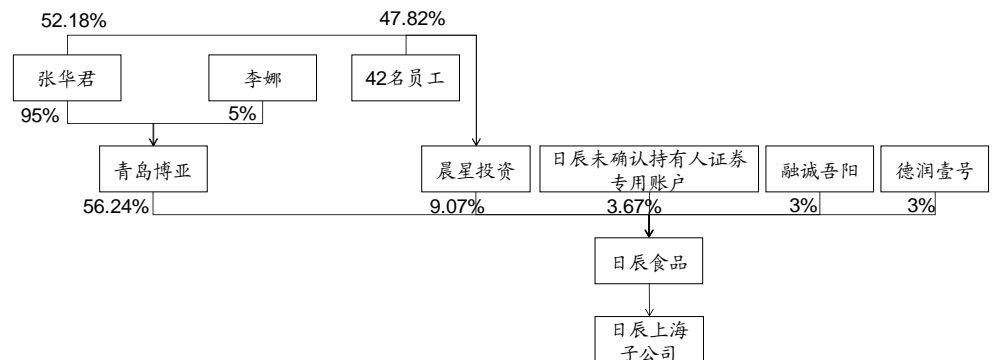 52.18%
47.82%
张华君
李娜
42名员工
95%
5%
青岛博亚
晨星投资
日辰未确认持有人证券
专用账户
融诚吾阳
德润壹号
56.24%
9.07%
3.67%
3%
3%
日辰食品
日辰上海
子公司